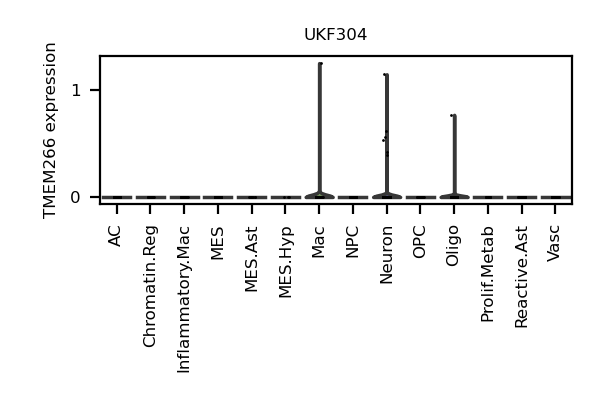 UKF304
TMEM266 expression
1
0
AC
Chromatin.Reg
Inflammatory.Mac
MES
MES.Ast
MES.Hyp
Mac
NPC
Neuron
OPC
Oligo
Prolif.Metab
Reactive.Ast
Vasc